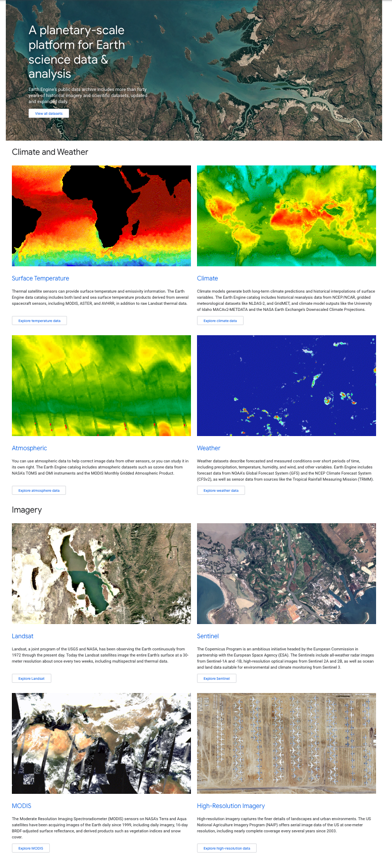 A planetary-scale
platform for Earth
science data &
analysis
Earth Engine's public data archive includes more than forty
years of historical imagery and scientific datasets, updated
and expanded daily.
View all datasets
Climate and Weather
Surface Temperature
Thermal satellite sensors can provide surface temperature and emissivity information. The Earth
Engine data catalog includes both land and sea surface temperature products derived from several
spacecraft sensors, including MODIS, ASTER, and AVHRR, in addition to raw Landsat thermal data.
Explore temperature data
Climate
Climate models generate both long-term climate predictions and historical interpolations of surface
variables. The Earth Engine catalog includes historical reanalysis data from NCEP/NCAR, gridded
meteorological datasets like NLDAS-2, and GridMET, and climate model outputs like the University
of Idaho MACAv2-METDATA and the NASA Earth Exchange's Downscaled Climate Projections.
Explore climate data
Atmospheric
You can use atmospheric data to help correct image data from other sensors, or you can study it in
its own right. The Earth Engine catalog includes atmospheric datasets such as ozone data from
NASA's TOMS and OMI instruments and the MODIS Monthly Gridded Atmospheric Product.
Explore atmospheric data
Weather
Weather datasets describe forecasted and measured conditions over short periods of time,
including precipitation, temperature, humidity, and wind, and other variables. Earth Engine includes
forecast data from NOAA's Global Forecast System (GFS) and the NCEP Climate Forecast System
(CFSv2), as well as sensor data from sources like the Tropical Rainfall Measuring Mission (TRMM).
Explore weather data
Imagery
Landsat
Landsat, a joint program of the USGS and NASA, has been observing the Earth continuously from
1972 through the present day. Today the Landsat satellites image the entire Earth's surface at a 30-
meter resolution about once every two weeks, including multispectral and thermal data.
Explore Landsat
Sentinel
The Copernicus Program is an ambitious initiative headed by the European Commission in
partnership with the European Space Agency (ESA). The Sentinels include all-weather radar images
from Sentinel-1A and -1B, high-resolution optical images from Sentinel 2A and 2B, as well as ocean
and land data suitable for environmental and climate monitoring from Sentinel 3.
Explore Sentinel
MODIS
The Moderate Resolution Imaging Spectroradiometer (MODIS) sensors on NASA's Terra and Aqua
satellites have been acquiring images of the Earth daily since 1999, including daily imagery, 16-day
BRDF-adjusted surface reflectance, and derived products such as vegetation indices and snow
cover.
Explore MODIS
High-Resolution Imagery
High-resolution imagery captures the finer details of landscapes and urban environments. The US
National Agriculture Imagery Program (NAIP) offers aerial image data of the US at one-meter
resolution, including nearly complete coverage every several years since 2003.
Explore high-resolution data